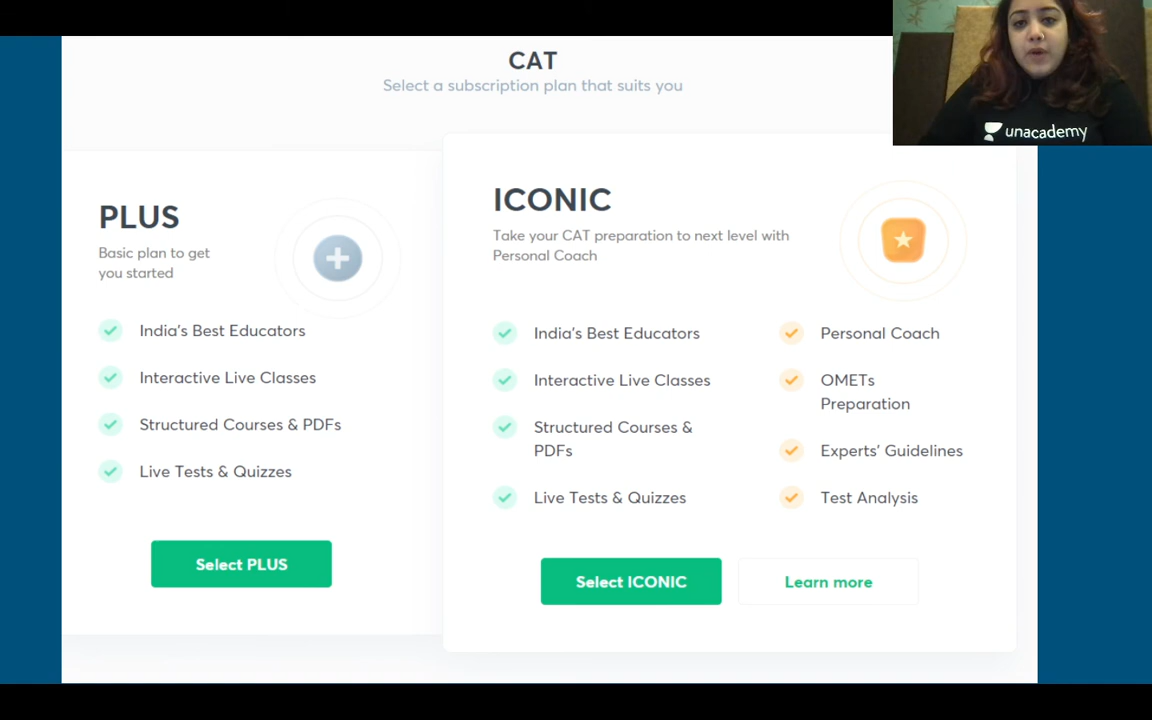 CAT
Select a subscription plan that suits you
unacademy
PLUS
Basic plan to get
you started
India's Best Educators
Interactive Live Classes
Structured Courses & PDFs
Live Tests & Quizzes
Select PLUS
ICONIC
Take your CAT preparation to next level with
Personal Coach
India's Best Educators
Interactive Live Classes
Structured Courses &
PDFs
Live Tests & Quizzes
Personal Coach
OMETs
Preparation
Experts' Guidelines
Test Analysis
Select ICONIC
Learn more